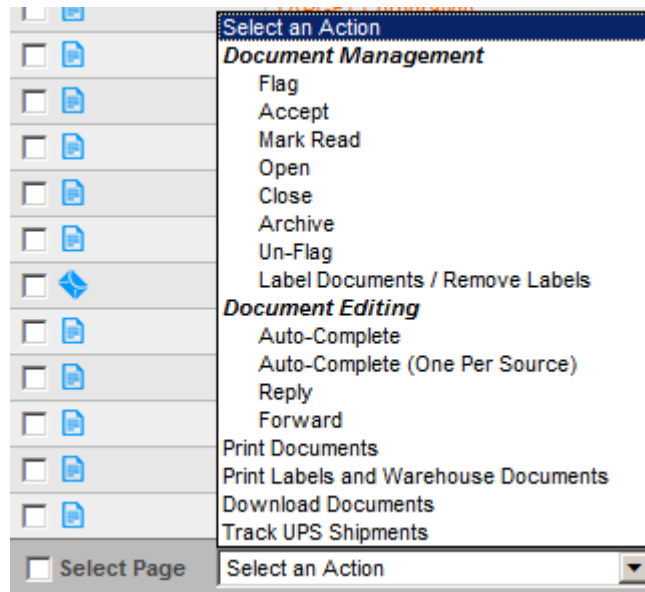 Select an Action
Document Management
Flag
Accept
Mark Read
Open
Close
Archive
Un-Flag
Label Documents / Remove Labels
Document Editing
Auto-Complete
Auto-Complete (One Per Source)
Reply
Forward
Print Documents
Print Labels and Warehouse Documents
Download Documents
Track UPS Shipments
Select Page
Select an Action